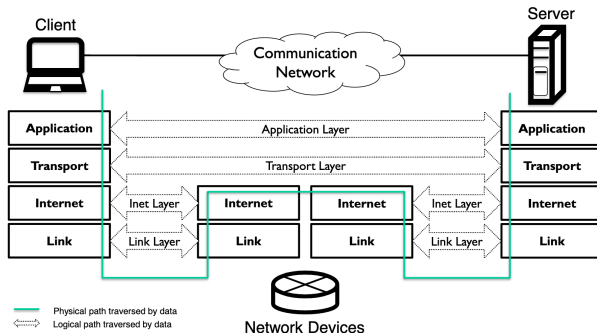 Client
Server
Communication
Network
Application
Application Layer
Application
Transport
Transport Layer
Transport
Internet
Inet Layer
Internet
Internet
Inet Layer
Internet
Link
Link Layer
Link
Link
Link Layer
Link
Physical path traversed by data
Logical path traversed by data
Network Devices